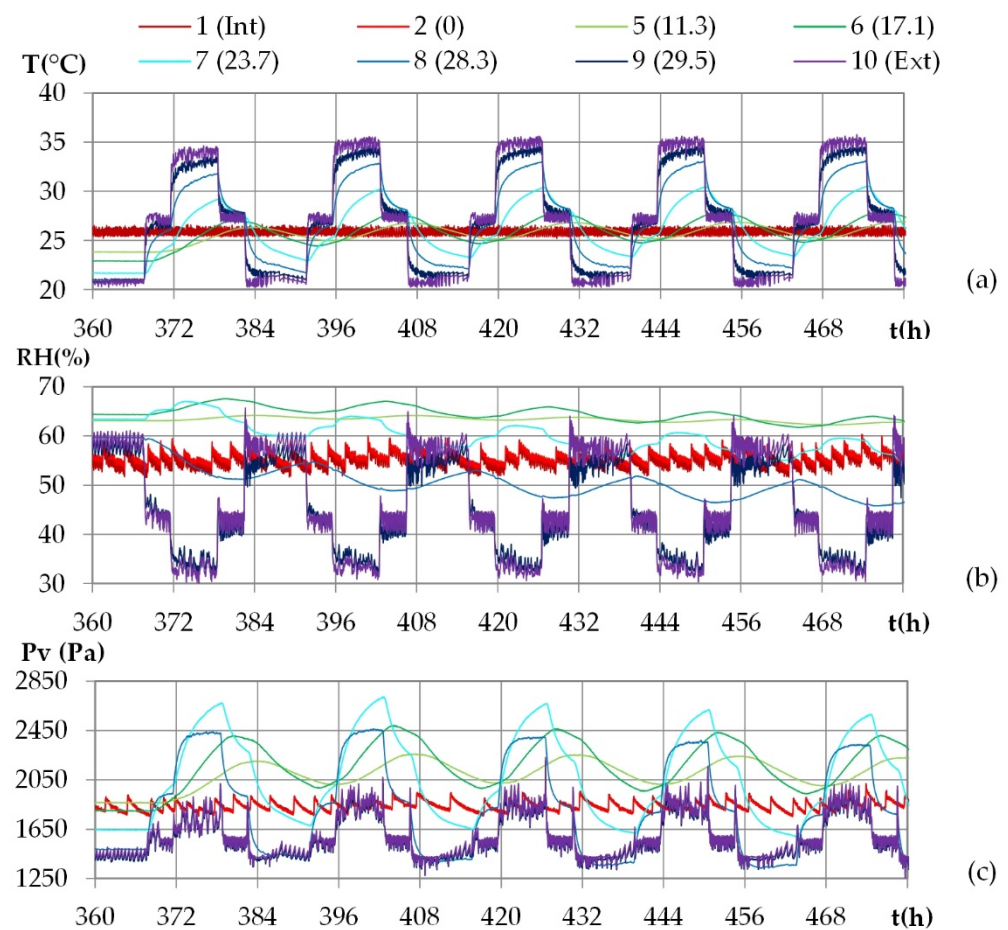 1 (Int) 2 (0) 5 (11.3) 6 (17.1)
7 (23.7) 8 (28.3) 9 (29.5) 10 (Ext)
T(°C)
40
35
30
25
20
(a)
360 372 384 396 408 420 432 444 456 468 t(h)
RH(%)
70
60
50
40
30
(b)
360 372 384 396 408 420 432 444 456 468 t(h)
Pv (Pa)
2850
2450
2050
1650
1250
(c)
360 372 384 396 408 420 432 444 456 468 t(h)